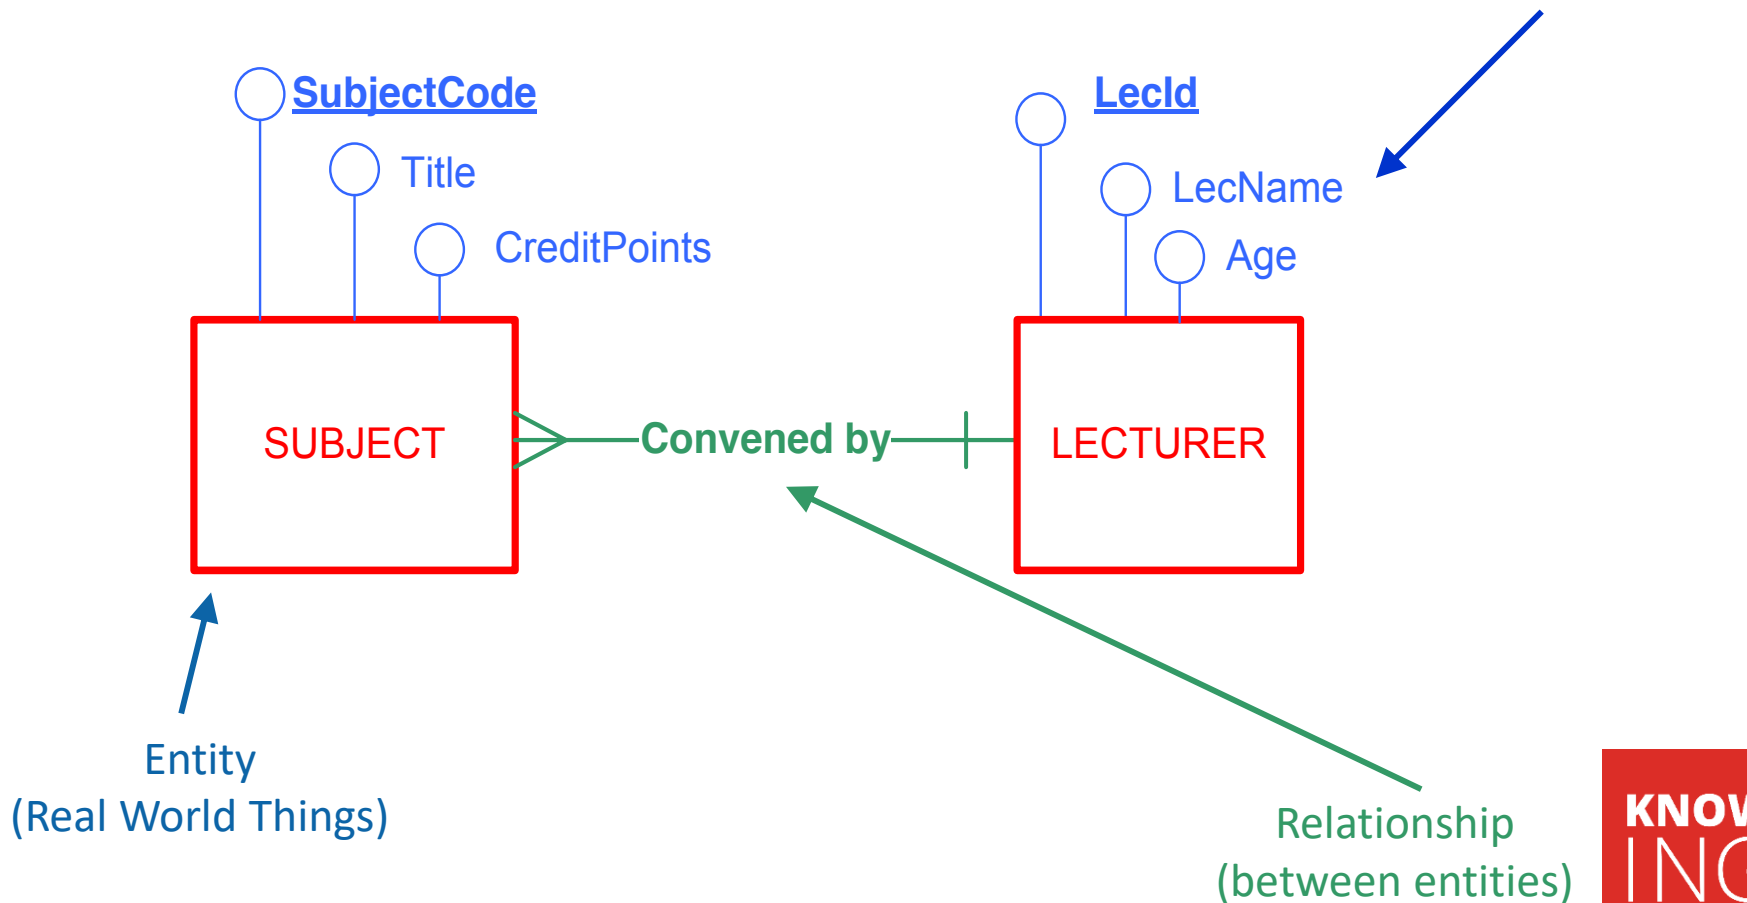 SubjectCode
Title
CreditPoints
LecId
LecName
Age
SUBJECT
Convened by
LECTURER
Entity
(Real World Things)
Relationship
(between entities)